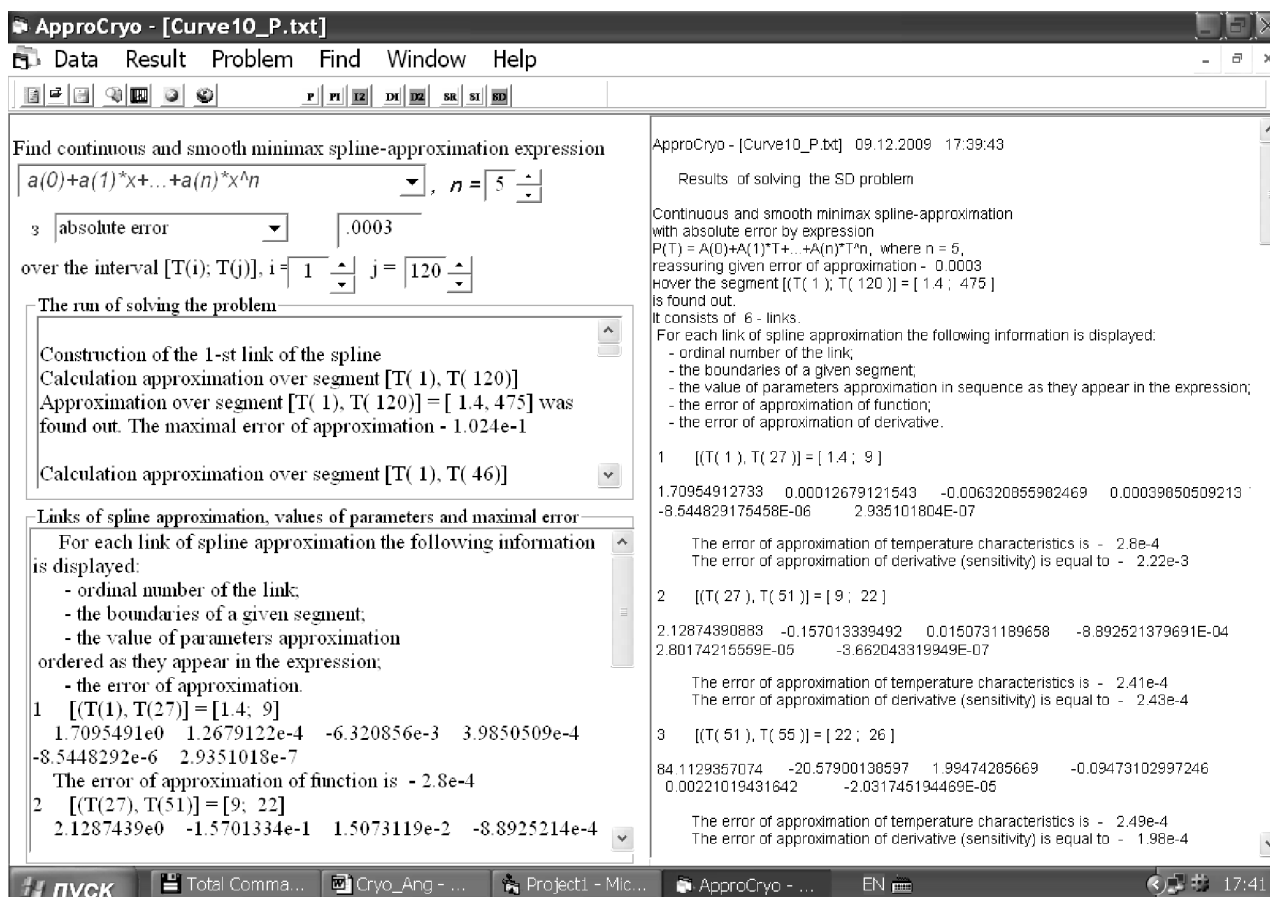 ApproCryo - [Curve10_P.txt]
Data Result Problem Find Window Help
P PI I2 DI D2 SR SI SD
Find continuous and smooth minimax spline-approximation expression
a(0)+a(1)*x+...+a(n)*x^n , n = 5
з absolute error .0003
over the interval [T(i); T(j)], i = 1 j = 120
The run of solving the problem
Construction of the 1-st link of the spline
Calculation approximation over segment [T( 1), T( 120)]
Approximation over segment [T( 1), T( 120)] = [ 1.4, 475] was
found out. The maximal error of approximation - 1.024e-1
Calculation approximation over segment [T( 1), T( 46)]
Links of spline approximation, values of parameters and maximal error
For each link of spline approximation the following information
is displayed:
- ordinal number of the link;
- the boundaries of a given segment;
- the value of parameters approximation
ordered as they appear in the expression;
- the error of approximation.
1 [(T(1), T(27)] = [1.4; 9]
1.7095491e0 1.2679122e-4 -6.320856e-3 3.9850509e-4
-8.5448292e-6 2.9351018e-7
The error of approximation of function is - 2.8e-4
2 [(T(27), T(51)] = [9; 22]
2.1287439e0 -1.5701334e-1 1.5073119e-2 -8.8925214e-4
ApproCryo - [Curve10_P.txt] 09.12.2009 17:39:43
Results of solving the SD problem
Continuous and smooth minimax spline-approximation
with absolute error by expression
P(T) = A(0)+A(1)*T+...+A(n)*T^n, where n = 5,
reassuring given error of approximation - 0.0003
Hover the segment [(T( 1 ); T( 120 )] = [ 1.4 ; 475 ]
is found out.
It consists of 6 - links.
For each link of spline approximation the following information is displayed:
- ordinal number of the link;
- the boundaries of a given segment;
- the value of parameters approximation in sequence as they appear in the expression;
- the error of approximation of function;
- the error of approximation of derivative.
1 [(T( 1 ), T( 27 )] = [ 1.4 ; 9 ]
1.70954912733 0.00012679121543 -0.006320855982469 0.00039850509213
-8.544829175458E-06 2.935101804E-07
The error of approximation of temperature characteristics is - 2.8e-4
The error of approximation of derivative (sensitivity) is equal to - 2.22e-3
2 [(T( 27 ), T( 51 )] = [ 9 ; 22 ]
2.12874390883 -0.157013339492 0.0150731189658 -8.892521379691E-04
2.80174215559E-05 -3.662043319949E-07
The error of approximation of temperature characteristics is - 2.41e-4
The error of approximation of derivative (sensitivity) is equal to - 2.43e-4
3 [(T( 51 ), T( 55 )] = [ 22 ; 26 ]
84.1129357074 -20.57900138597 1.99474285669 -0.09473102997246
0.00221019431642 -2.031745194469E-05
The error of approximation of temperature characteristics is - 2.49e-4
The error of approximation of derivative (sensitivity) is equal to - 1.98e-4
пуск Total Comma... Cryo_Ang - ... Project1 - Mic... ApproCryo - ... EN 17:41